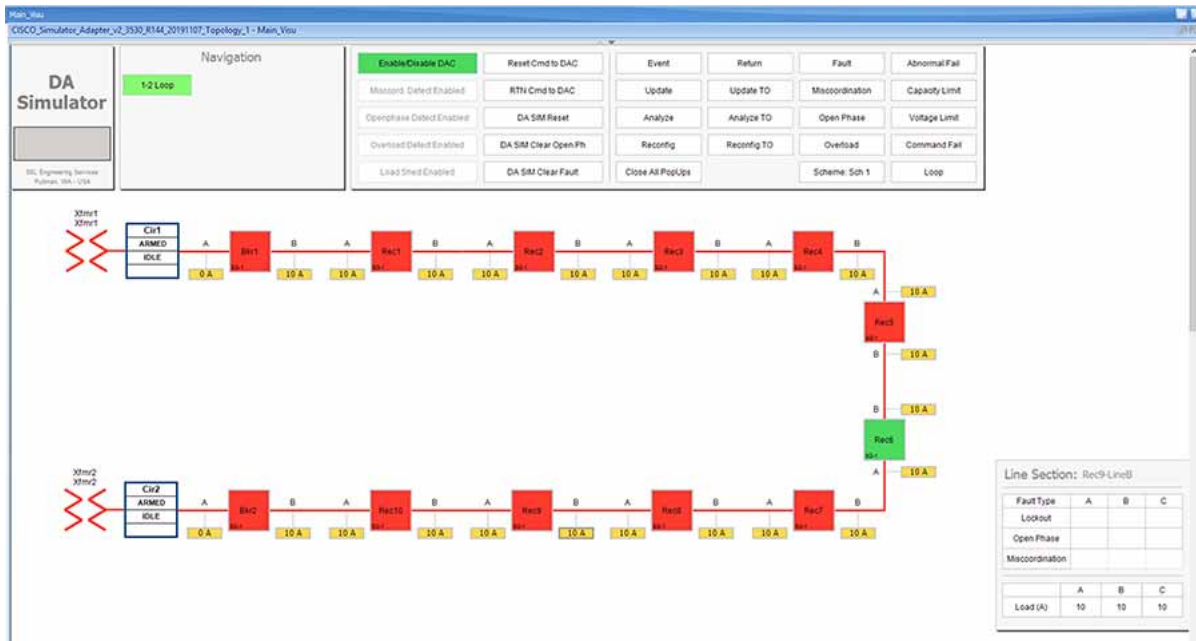 Main_Visu
CISCO_Simulator_Adapter_v2_3530_R144_20191107_Topology_1 - Main_Visu
DA
Simulator
SEL Engineering Services
Pullman, WA - USA
Navigation
1-2 Loop
Enable/Disable DAC Reset Cmd to DAC Event Return Fault Abnormal Fail
Miscoord. Detect Enabled RTN Cmd to DAC Update Update TO Miscoordination Capacity Limit
Openphase Detect Enabled DA SIM Reset Analyze Analyze TO Open Phase Voltage Limit
Overload Detect Enabled DA SIM Clear Open Ph Reconfig Reconfig TO Overload Command Fail
Load Shed Enabled DA SIM Clear Fault Close All PopUps Scheme: Sch 1 Loop
Xfmr1
Xfmr1
Cir1
ARMED
IDLE
A Bkr1 B A Rec1 B A Rec2 B A Rec3 B A Rec4 B
0 A 10 A 10 A 10 A 10 A 10 A 10 A 10 A 10 A 10 A
A 10 A
Rec5
B 10 A
B 10 A
Rec6
A 10 A
Xfmr2
Xfmr2
Cir2
ARMED
IDLE
A Bkr2 B A Rec10 B A Rec9 B A Rec8 B A Rec7 B
0 A 10 A 10 A 10 A 10 A 10 A 10 A 10 A 10 A 10 A
Line Section: Rec9-LineB
Fault Type A B C
Lockout
Open Phase
Miscoordination
A B C
Load (A) 10 10 10